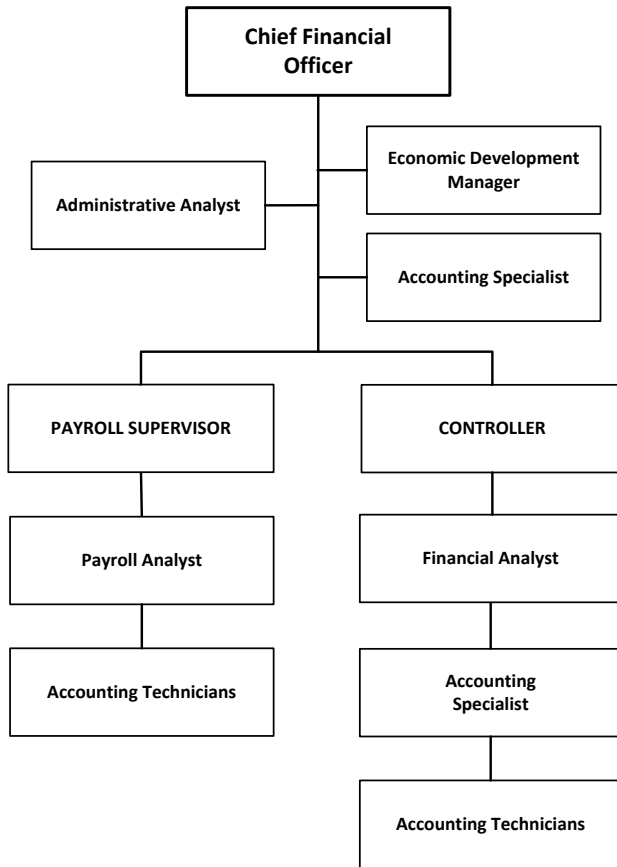 Chief Financial
Officer
Economic Development
Manager
Administrative Analyst
Accounting Specialist
PAYROLL SUPERVISOR
CONTROLLER
Payroll Analyst
Financial Analyst
Accounting Technicians
Accounting
Specialist
Accounting Technicians